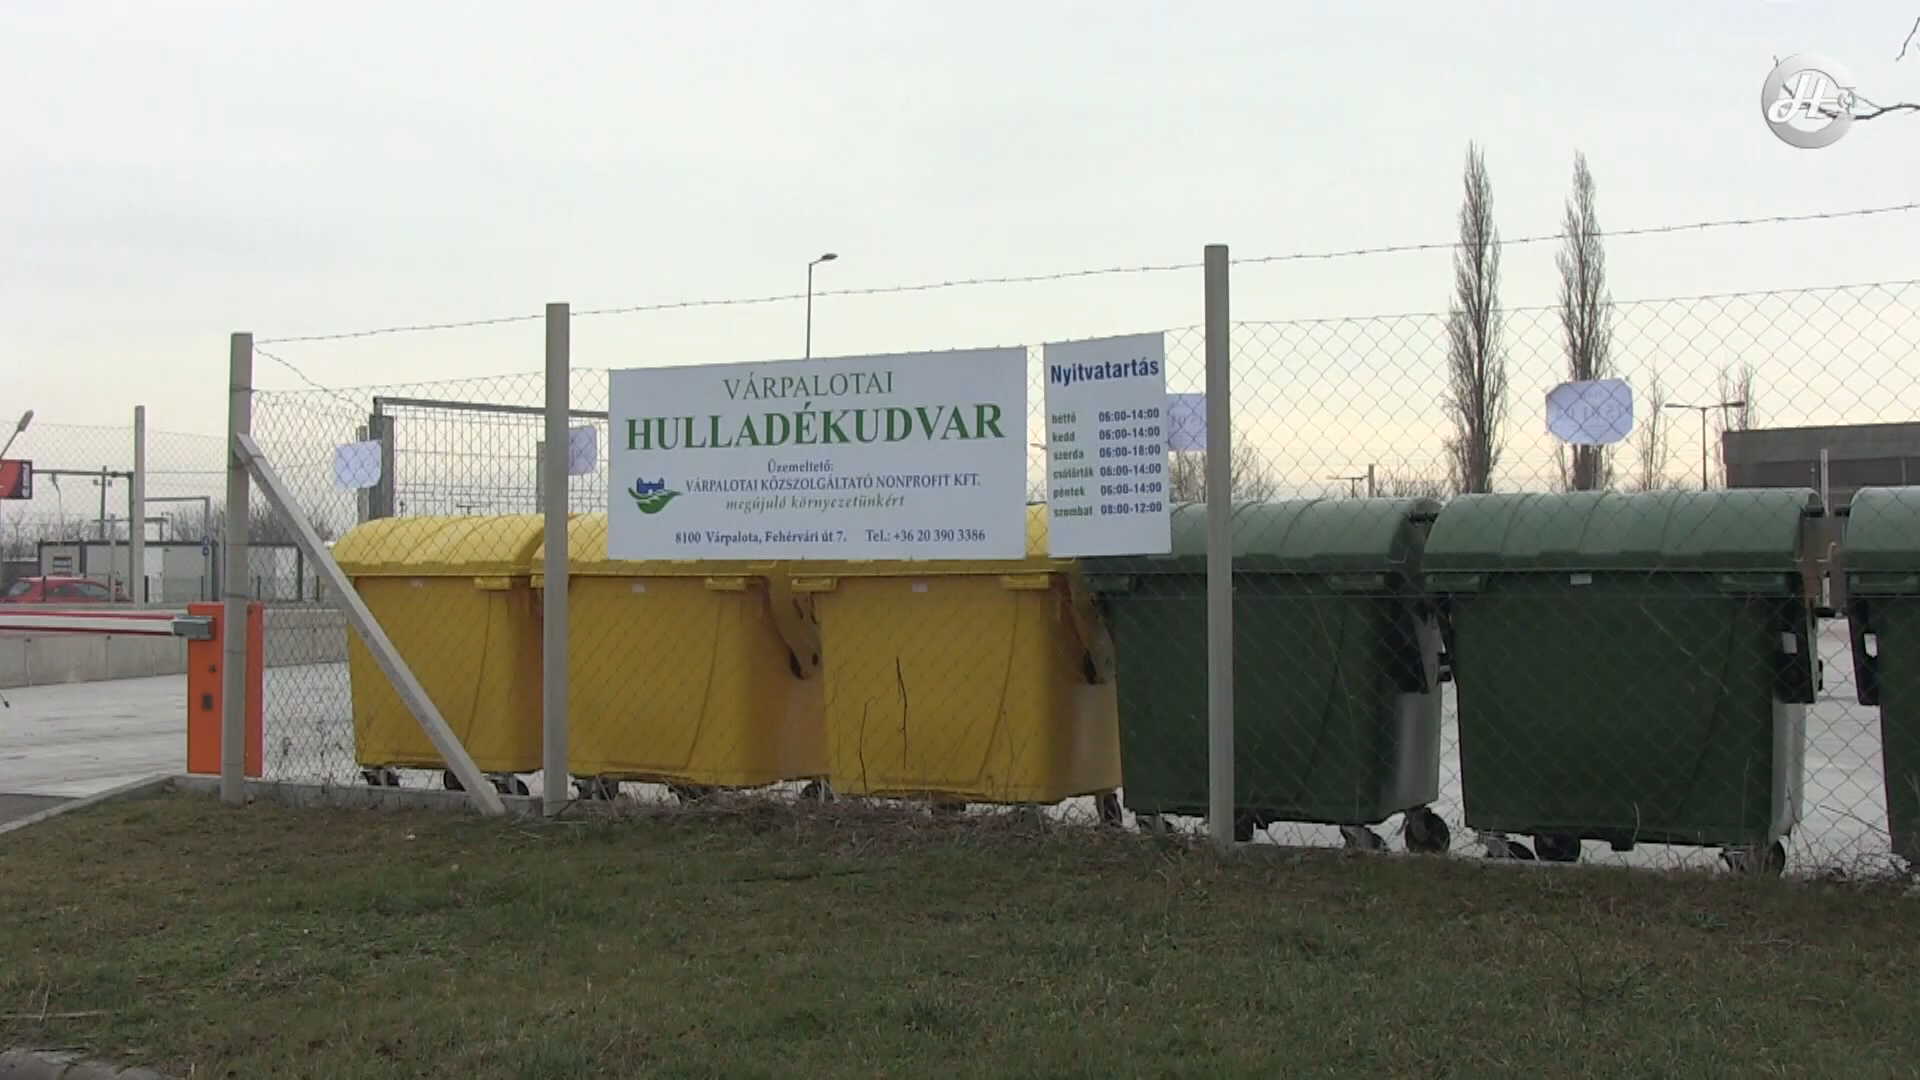 VÁRPALOTAI
HULLADÉKUDVAR
Üzemeltető:
VÁRPALOTAI KÖZSZOLGÁLTATÓ NONPROFIT KFT.
megújuló környezetünkért
8100 Várpalota, Fehérvári út 7. Tel.: +36 20 390 3386
Nyitvatartás
hétfő 06:00-14:00
kedd 06:00-14:00
szerda 06:00-18:00
csütörtök 06:00-14:00
péntek 06:00-14:00
szombat 08:00-12:00